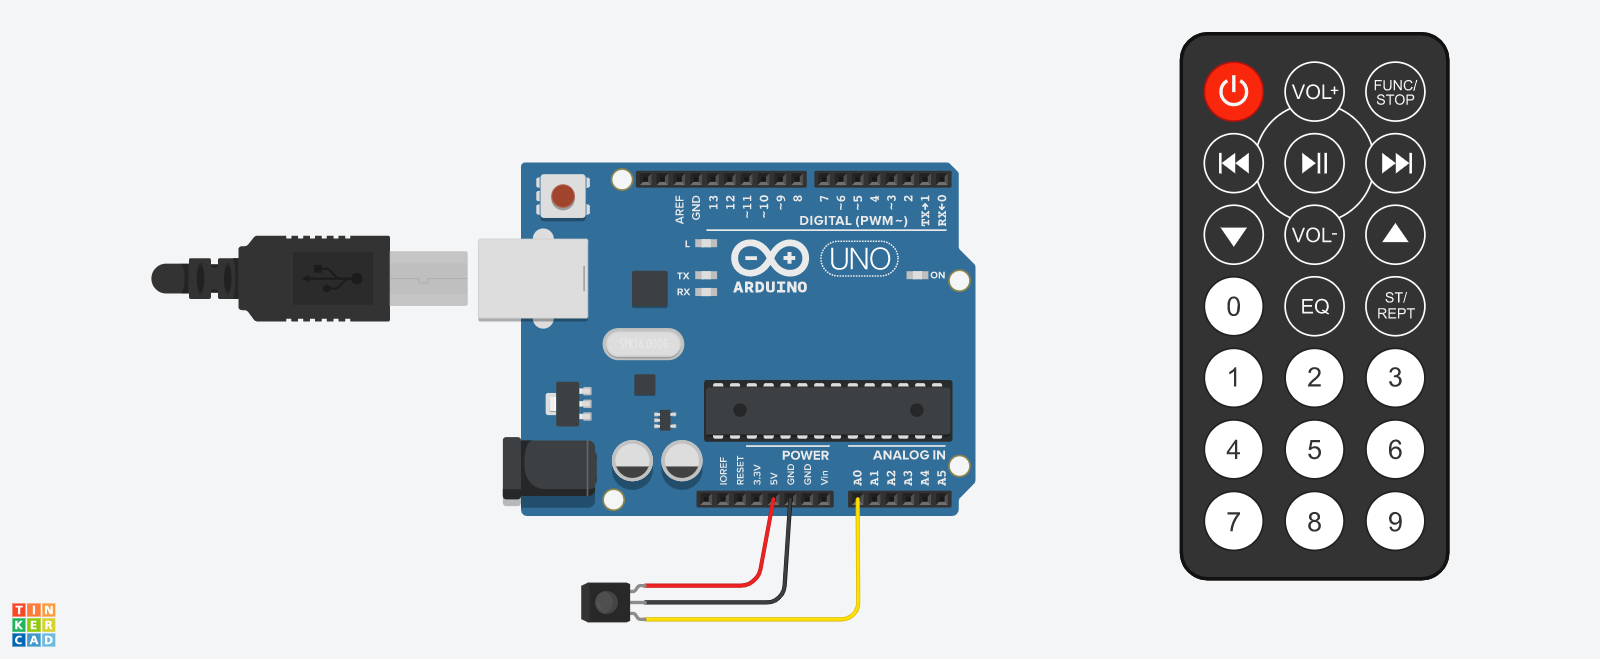 AREF
GND
13
12
~11
~10
~9
8
7
~6
~5
4
~3
2
TX→1
RX←0
DIGITAL (PWM~)
L
TX
RX
ARDUINO
UNO
ON
SPK16.000G
POWER
ANALOG IN
IOREF
RESET
3.3V
5V
GND
GND
Vin
A0
A1
A2
A3
A4
A5
VOL+
FUNC/
STOP
VOL-
0
EQ
ST/
REPT
1
2
3
4
5
6
7
8
9
TIN
KER
CAD